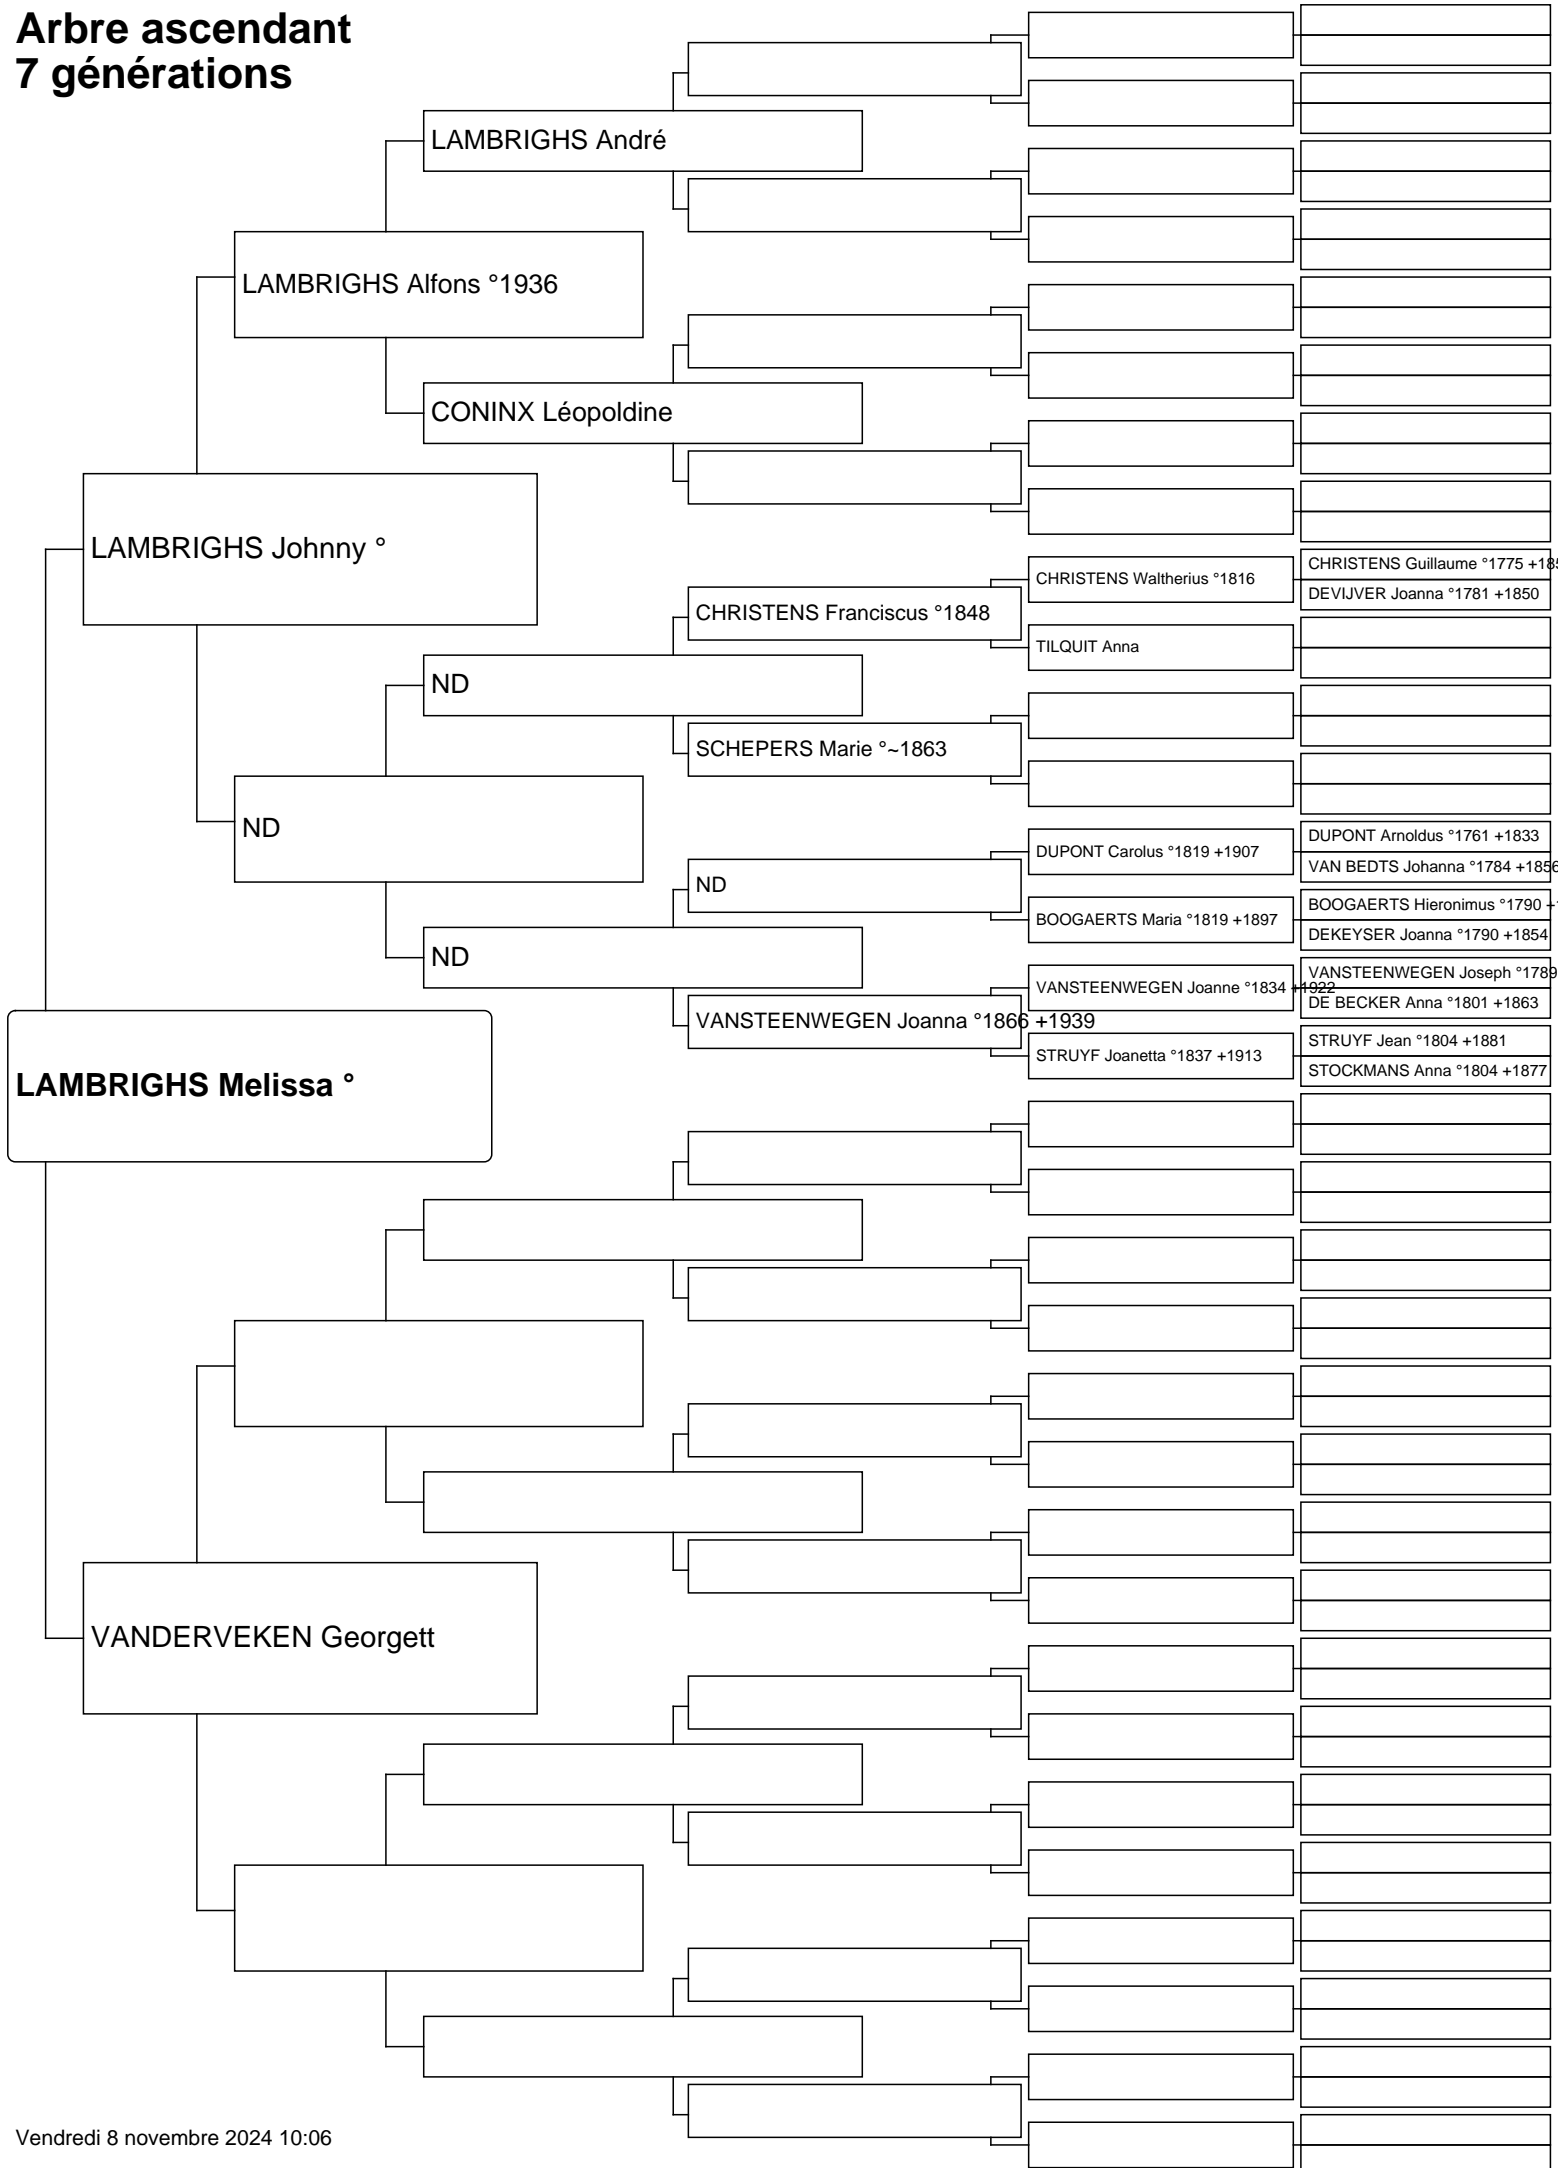 Arbre ascendant
7 générations
LAMBRIGHS André
LAMBRIGHS Alfons °1936
CONINX Léopoldine
LAMBRIGHS Johnny °
CHRISTENS Guillaume °1775
CHRISTENS Waltherius °1816
DEVIJVER Joanna °1781 +1850
CHRISTENS Franciscus °1848
TILQUIT Anna
ND
SCHEPERS Marie °~1863
ND
DUPONT Arnoldus °1761 +1833
DUPONT Carolus °1819 +1907
VAN BEDTS Johanna °1784 +1856
ND
BOOGAERTS Hieronimus °1790
BOOGAERTS Maria °1819 +1897
DEKEYSER Joanna °1790 +1854
ND
VANSTEENWEGEN Joseph °1789
VANSTEENWEGEN Joanne °1834 +1922
DE BECKER Anna °1801 +1863
VANSTEENWEGEN Joanna °1866 +1939
STRUYF Jean °1804 +1881
STRUYF Joanetta °1837 +1913
STOCKMANS Anna °1804 +1877
LAMBRIGHS Melissa °
VANDERVEKEN Georgett
Vendredi 8 novembre 2024 10:06